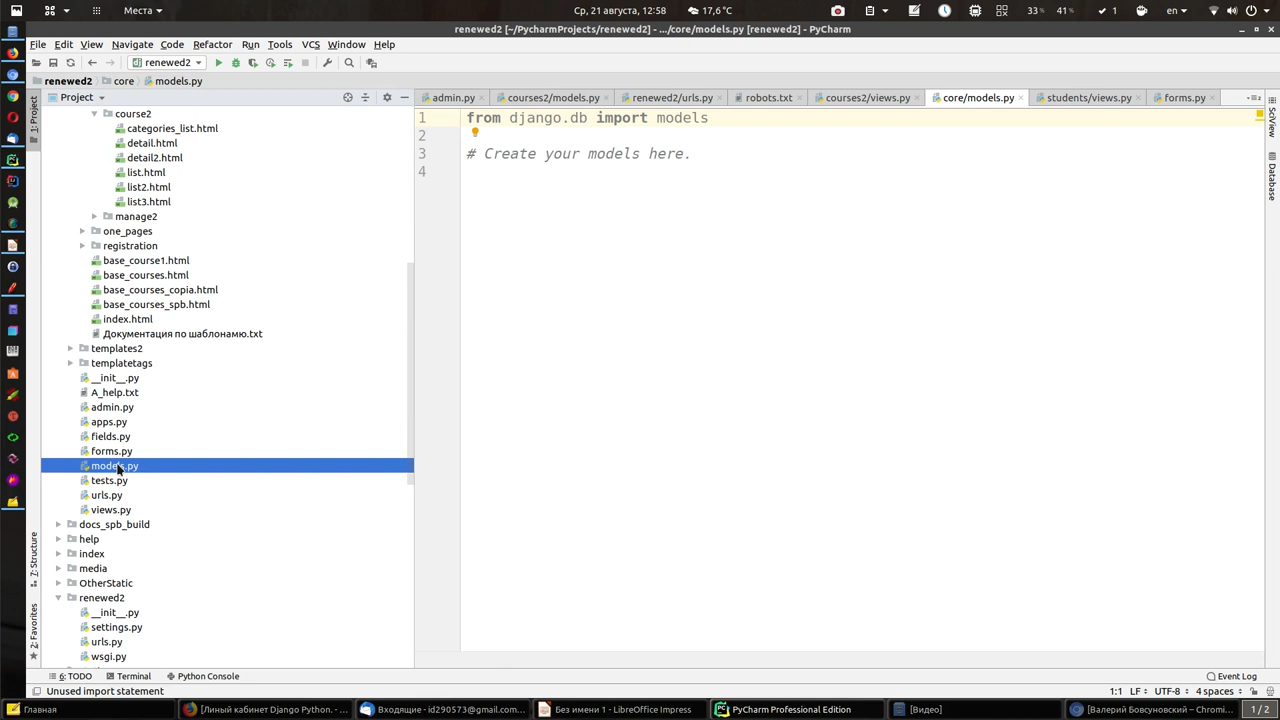 Места
Ср, 21 августа, 12:58
17,6°C
33%
41%
en
renewed2 [~/PycharmProjects/renewed2] - .../core/models.py [renewed2] - PyCharm
File Edit View Navigate Code Refactor Run Tools VCS Window Help
renewed2
renewed2 core models.py
1: Project
Project
admin.py courses2/models.py renewed2/urls.py robots.txt courses2/views.py core/models.py students/views.py forms.py
course2
categories_list.html
detail.html
detail2.html
list.html
list2.html
list3.html
manage2
one_pages
registration
base_course1.html
base_courses.html
base_courses_copia.html
base_courses_spb.html
index.html
Документация по шаблонамю.txt
templates2
templatetags
__init__.py
A_help.txt
admin.py
apps.py
fields.py
forms.py
models.py
tests.py
urls.py
views.py
docs_spb_build
help
index
media
OtherStatic
renewed2
__init__.py
settings.py
urls.py
wsgi.py
1 from django.db import models
2
3 # Create your models here.
4
SciView
Database
7: Structure
2: Favorites
6: TODO Terminal Python Console Event Log
Unused import statement 1:1 LF UTF-8 4 spaces
Главная
[Линый кабинет Django Python. -...
Входящие - id290573@gmail.com...
Без имени 1 - LibreOffice Impress
PyCharm Professional Edition
[Видео]
[Валерий Бовсуновский - Chromi...
1 / 2